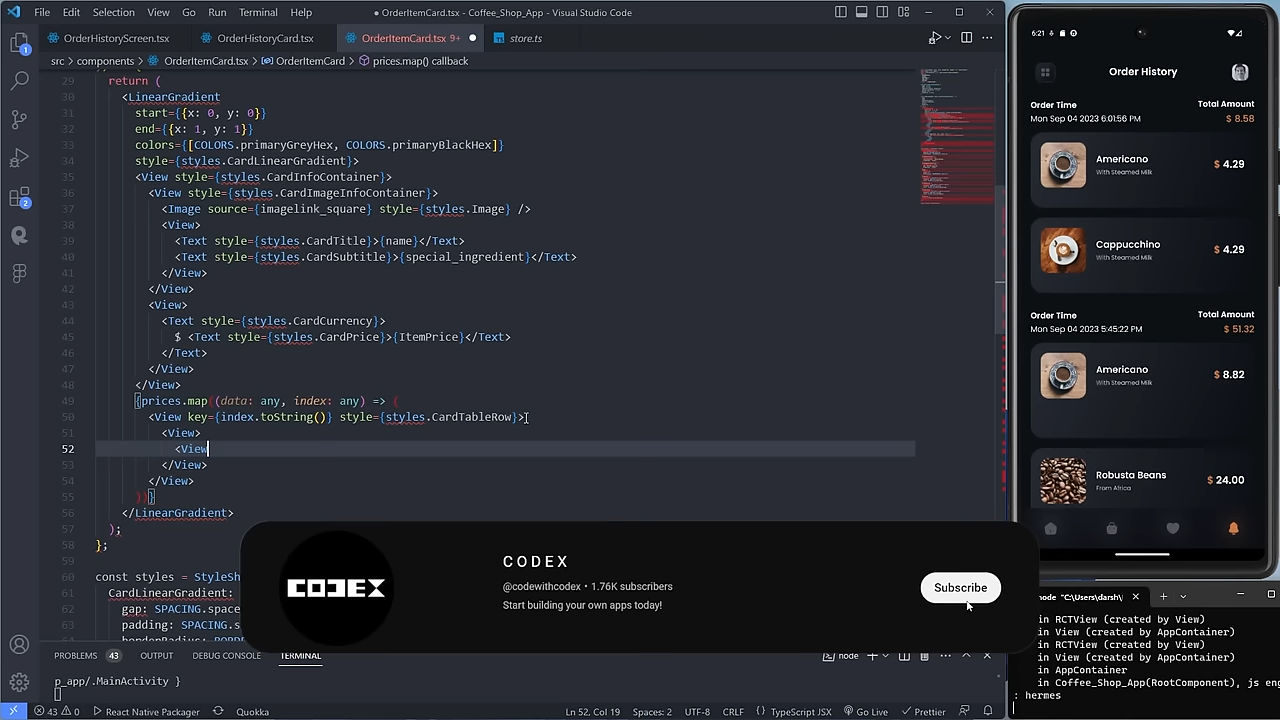 File Edit Selection View Go Run Terminal Help
● OrderItemCard.tsx - Coffee_Shop_App - Visual Studio Code
OrderHistoryScreen.tsx
OrderHistoryCard.tsx
OrderItemCard.tsx 9+
store.ts
src > components > OrderItemCard.tsx > OrderItemCard > prices.map() callback
29 return (
30 <LinearGradient
31 start={{x: 0, y: 0}}
32 end={{x: 1, y: 1}}
33 colors={[COLORS.primaryGreyHex, COLORS.primaryBlackHex]}
34 style={styles.CardLinearGradient}>
35 <View style={styles.CardInfoContainer}>
36 <View style={styles.CardImageInfoContainer}>
37 <Image source={imagelink_square} style={styles.Image} />
38 <View>
39 <Text style={styles.CardTitle}>{name}</Text>
40 <Text style={styles.CardSubtitle}>{special_ingredient}</Text>
41 </View>
42 </View>
43 <View>
44 <Text style={styles.CardCurrency}>
45 $ <Text style={styles.CardPrice}>{ItemPrice}</Text>
46 </Text>
47 </View>
48 </View>
49 {prices.map((data: any, index: any) => (
50 <View key={index.toString()} style={styles.CardTableRow}>
51 <View>
52 <View
53 </View>
54 </View>
55 ))}
56 </LinearGradient>
57 );
58 };
59
60 const styles = StyleSh
61 CardLinearGradient:
62 gap: SPACING.space
63 padding: SPACING.s
1
2
CODEX
CODEX
@codewithcodex • 1.76K subscribers
Start building your own apps today!
Subscribe
PROBLEMS 43 OUTPUT DEBUG CONSOLE TERMINAL
node
p_app/.MainActivity }
43 0 React Native Packager Quokka Ln 52, Col 19 Spaces: 2 UTF-8 CRLF TypeScript JSX Go Live Prettier
6:21
Order History
Order Time Total Amount
Mon Sep 04 2023 6:01:56 PM $ 8.58
Americano
With Steamed Milk
$ 4.29
Cappucchino
With Steamed Milk
$ 4.29
Order Time Total Amount
Mon Sep 04 2023 5:45:22 PM $ 51.32
Americano
With Steamed Milk
$ 8.82
Robusta Beans
From Africa
$ 24.00
node "C:\Users\darsh\
in RCTView (created by View)
in View (created by AppContainer)
in RCTView (created by View)
in View (created by AppContainer)
in AppContainer
in Coffee_Shop_App(RootComponent), js eng
: hermes